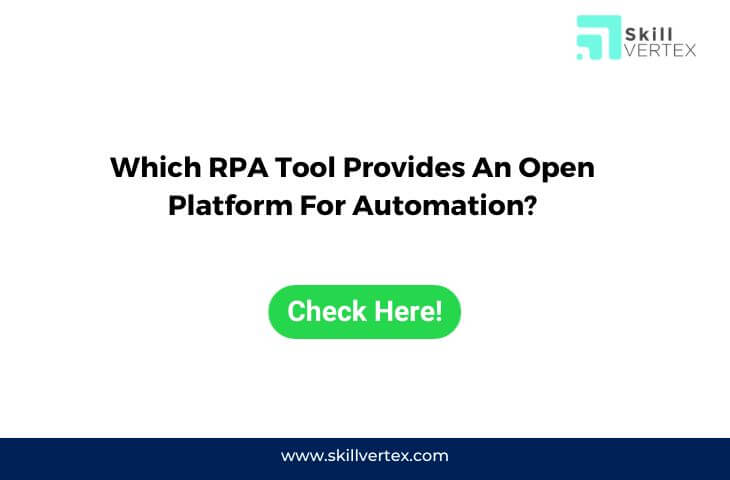 Skill
VERTEX
Which RPA Tool Provides An Open
Platform For Automation?
Check Here!
www.skillvertex.com